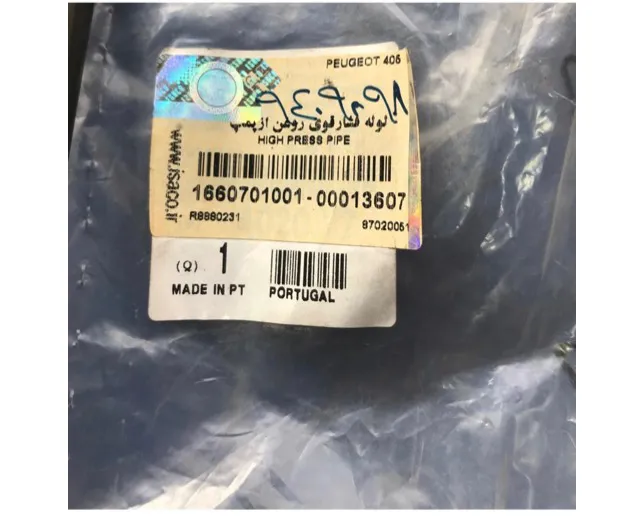 PEUGEOT 405
لوله فشارقوی روغن ازپمپ
HIGH PRESS PIPE
www.isaco.ir
1660701001-00013607
R8880231
87020051
(Q) 1
MADE IN PT
PORTUGAL